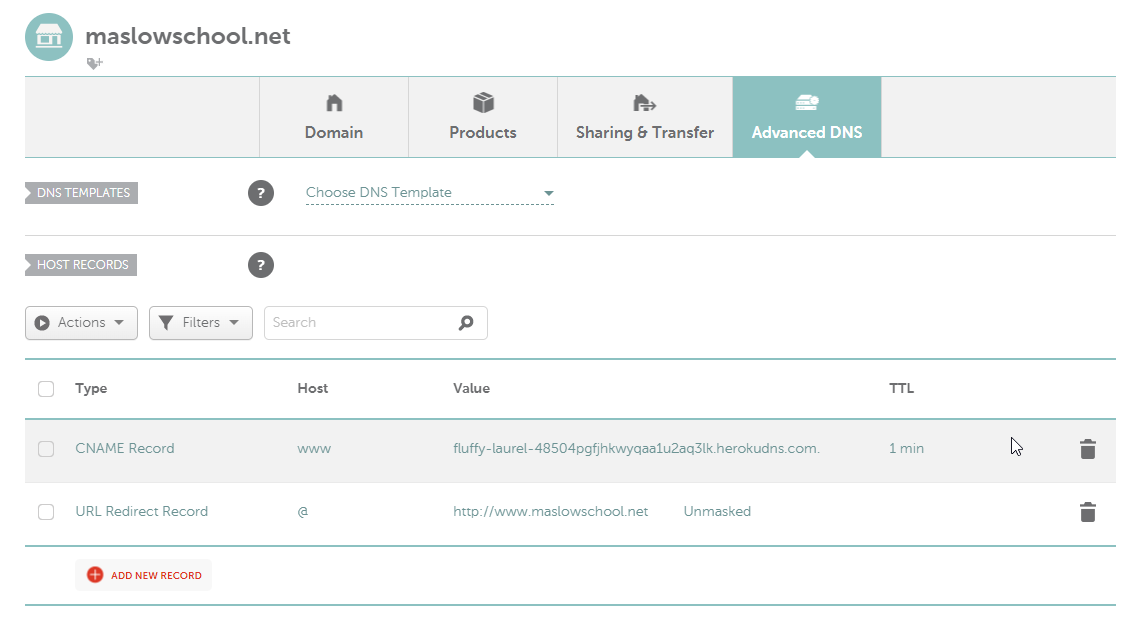 maslowschool.net
Domain
Products
Sharing & Transfer
Advanced DNS
DNS TEMPLATES
?
Choose DNS Template
HOST RECORDS
?
Actions
Filters
Search
Type Host Value TTL
CNAME Record www fluffy-laurel-48504pgfjhkwyqaa1u2aq3lk.herokudns.com. 1 min
URL Redirect Record @ http://www.maslowschool.net Unmasked
ADD NEW RECORD